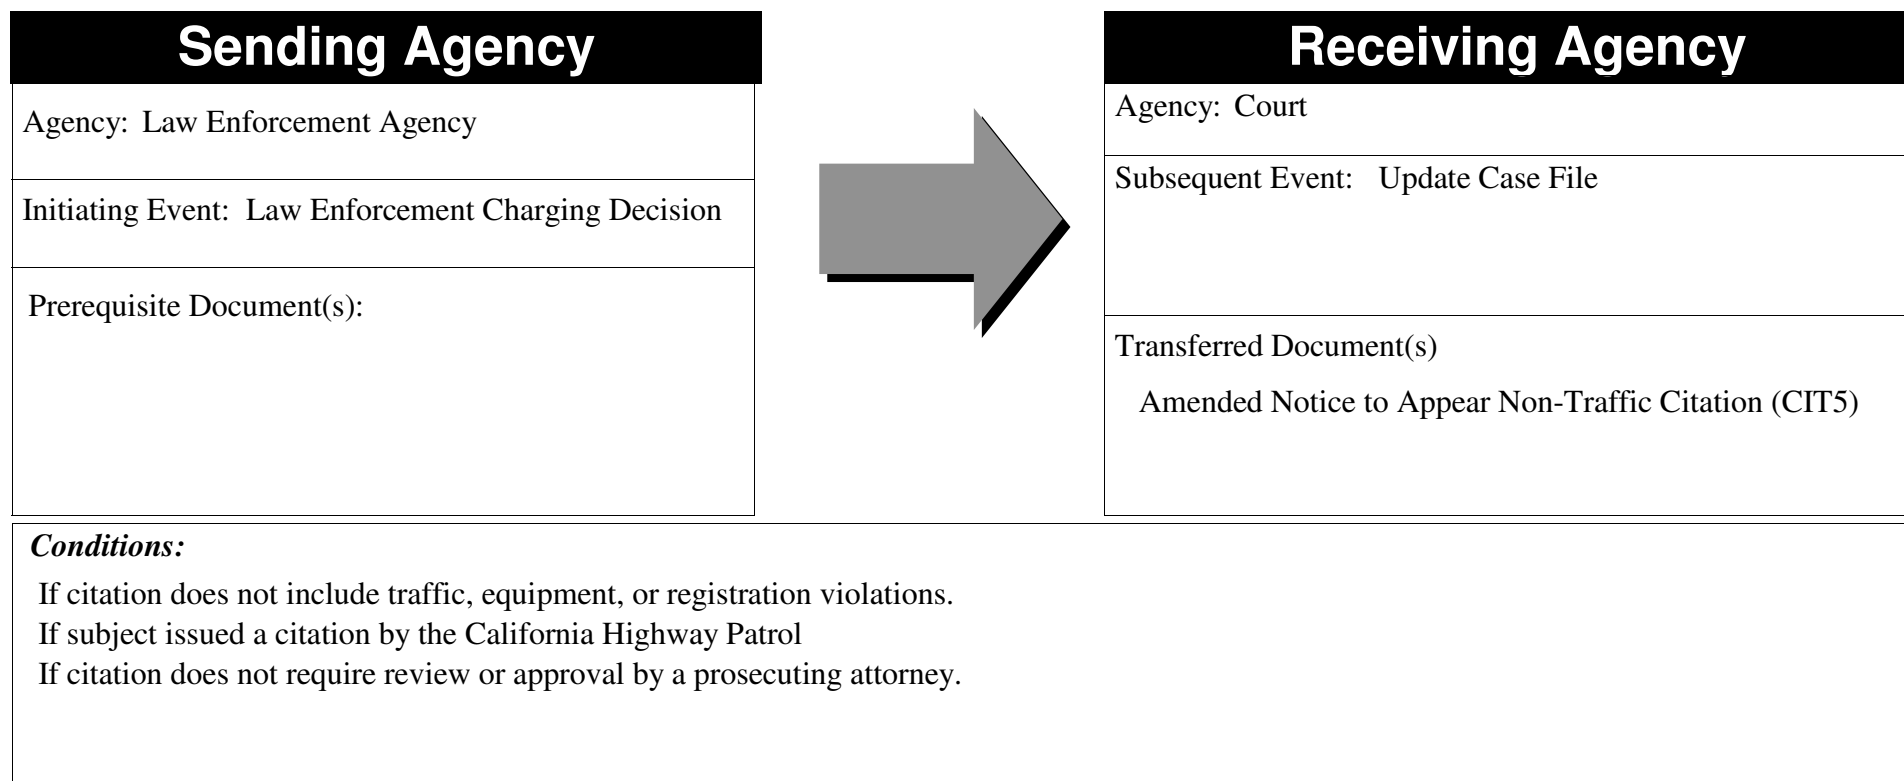 Sending Agency
Agency: Law Enforcement Agency
Initiating Event: Law Enforcement Charging Decision
Prerequisite Document(s):
Receiving Agency
Agency: Court
Subsequent Event: Update Case File
Transferred Document(s)
Amended Notice to Appear Non-Traffic Citation (CIT5)
Conditions:
If citation does not include traffic, equipment, or registration violations.
If subject issued a citation by the California Highway Patrol
If citation does not require review or approval by a prosecuting attorney.